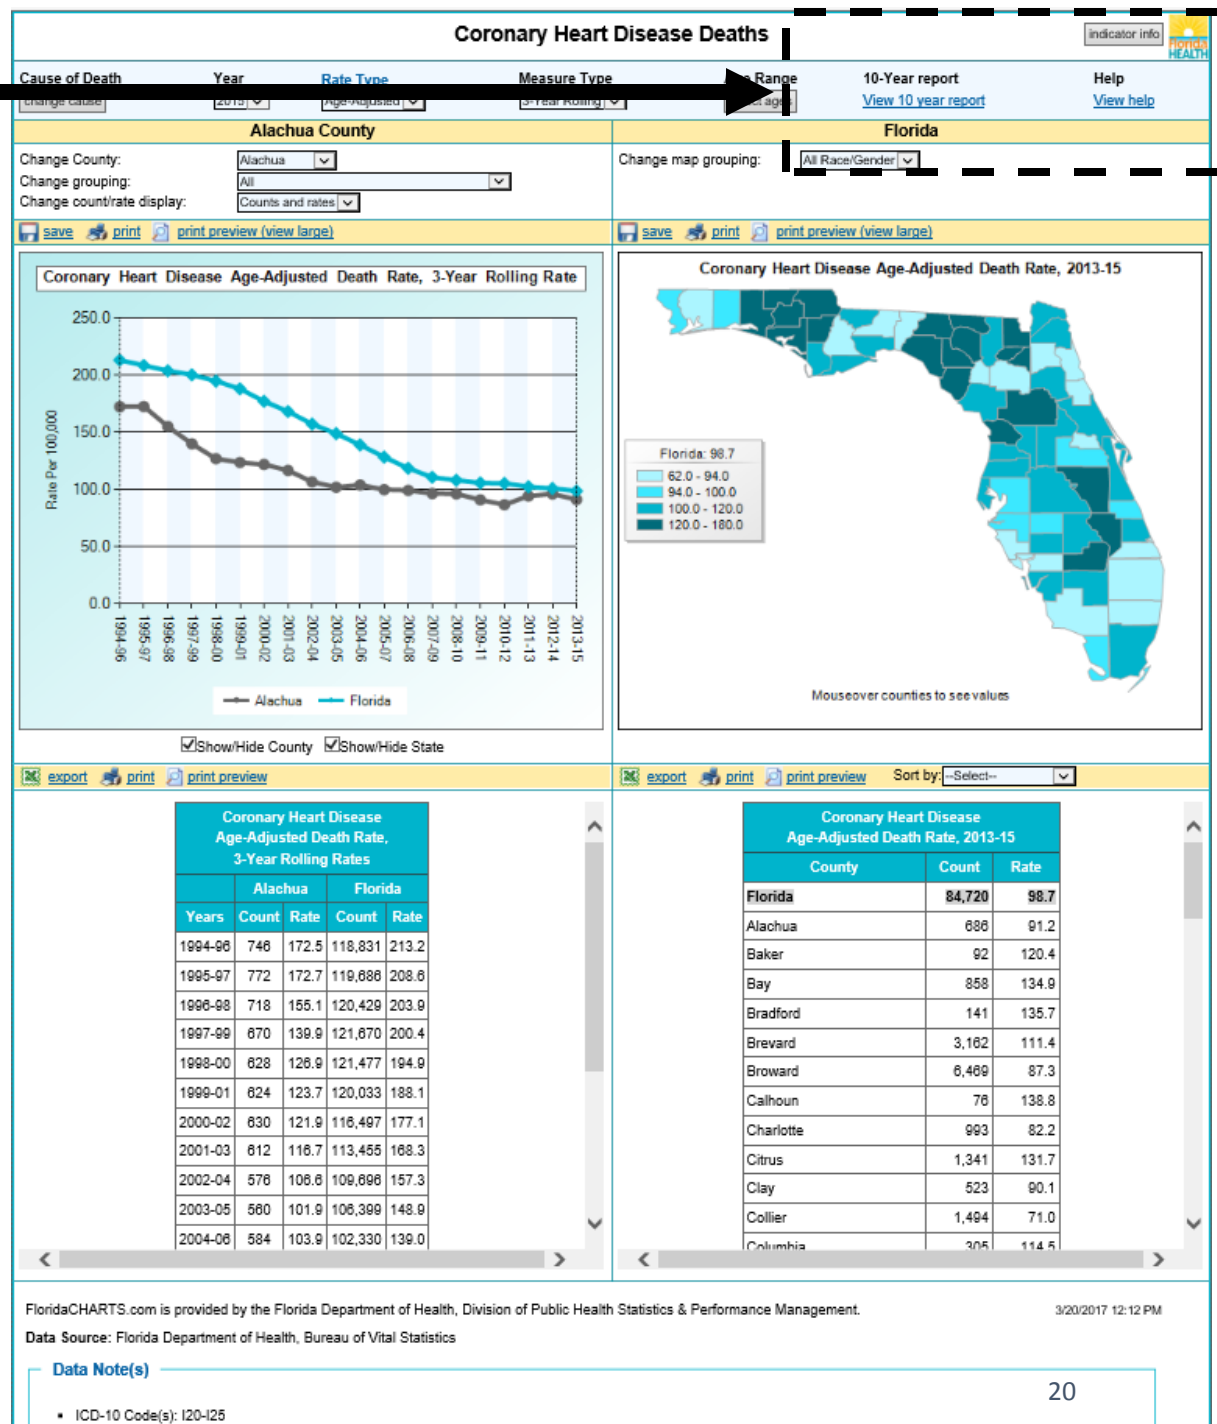 Coronary Heart Disease Deaths
indicator info
Florida
HEALTH
Cause of Death Year Rate Type Measure Type Range 10-Year report Help
change cause 2015 Age-Adjusted 3-Year Rolling ages View 10 year report View help
Alachua County
Florida
Change County: Alachua
Change grouping: All
Change count/rate display: Counts and rates
Change map grouping: All Race/Gender
save print print preview (view large)
save print print preview (view large)
Coronary Heart Disease Age-Adjusted Death Rate, 3-Year Rolling Rate
250.0
200.0
150.0
100.0
50.0
0.0
Rate Per 100,000
1994-96 1995-97 1996-98 1997-99 1998-00 1999-01 2000-02 2001-03 2002-04 2003-05 2004-06 2005-07 2006-08 2007-09 2008-10 2009-11 2010-12 2011-13 2012-14 2013-15
Alachua Florida
Show/Hide County Show/Hide State
Coronary Heart Disease Age-Adjusted Death Rate, 2013-15
Florida: 98.7
62.0 - 94.0
94.0 - 100.0
100.0 - 120.0
120.0 - 180.0
Mouseover counties to see values
export print print preview
export print print preview Sort by: --Select--
Coronary Heart Disease
Age-Adjusted Death Rate,
3-Year Rolling Rates
Alachua Florida
Years Count Rate Count Rate
1994-96 746 172.5 118,831 213.2
1995-97 772 172.7 119,686 208.6
1996-98 718 155.1 120,429 203.9
1997-99 670 139.9 121,670 200.4
1998-00 628 126.9 121,477 194.9
1999-01 624 123.7 120,033 188.1
2000-02 630 121.9 116,497 177.1
2001-03 612 116.7 113,455 168.3
2002-04 576 106.6 109,696 157.3
2003-05 560 101.9 106,399 148.9
2004-06 584 103.9 102,330 139.0
Coronary Heart Disease
Age-Adjusted Death Rate, 2013-15
County Count Rate
Florida 84,720 98.7
Alachua 686 91.2
Baker 92 120.4
Bay 858 134.9
Bradford 141 135.7
Brevard 3,162 111.4
Broward 6,469 87.3
Calhoun 76 138.8
Charlotte 993 82.2
Citrus 1,341 131.7
Clay 523 90.1
Collier 1,494 71.0
Columbia 305 114.5
FloridaCHARTS.com is provided by the Florida Department of Health, Division of Public Health Statistics & Performance Management. 3/20/2017 12:12 PM
Data Source: Florida Department of Health, Bureau of Vital Statistics
Data Note(s)
20
• ICD-10 Code(s): I20-I25